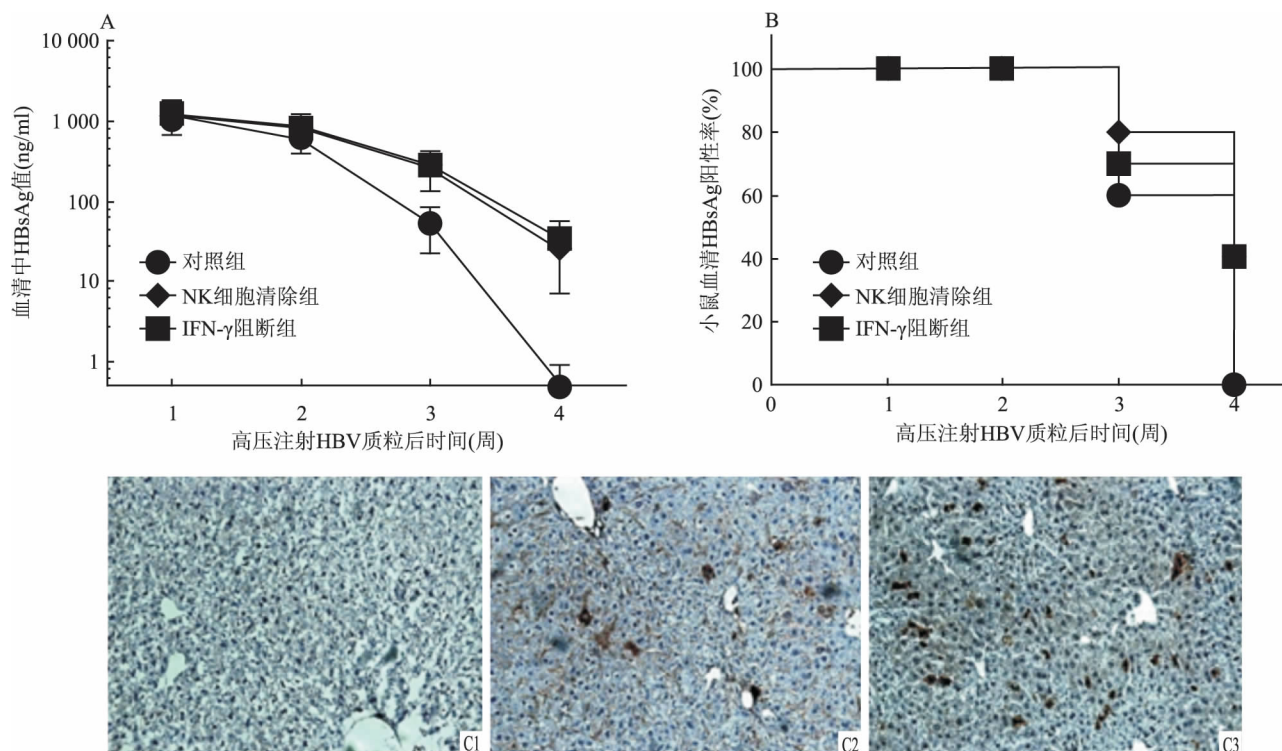 A
10 000
1 000
100
10
1
血清中HBsAg值(ng/ml)
对照组
NK细胞清除组
IFN-γ阻断组
1 2 3 4
高压注射HBV质粒后时间(周)
B
100
80
60
40
20
0
小鼠血清HBsAg阳性率(%)
对照组
NK细胞清除组
IFN-γ阻断组
0 1 2 3 4
高压注射HBV质粒后时间(周)
C1
C2
C3